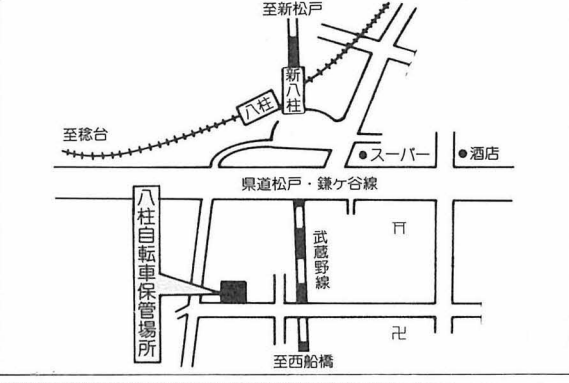 至新松戸
新八柱
八柱
至稔台
スーパー
酒店
県道松戸・鎌ヶ谷線
八柱自転車保管場所
武蔵野線
至西船橋